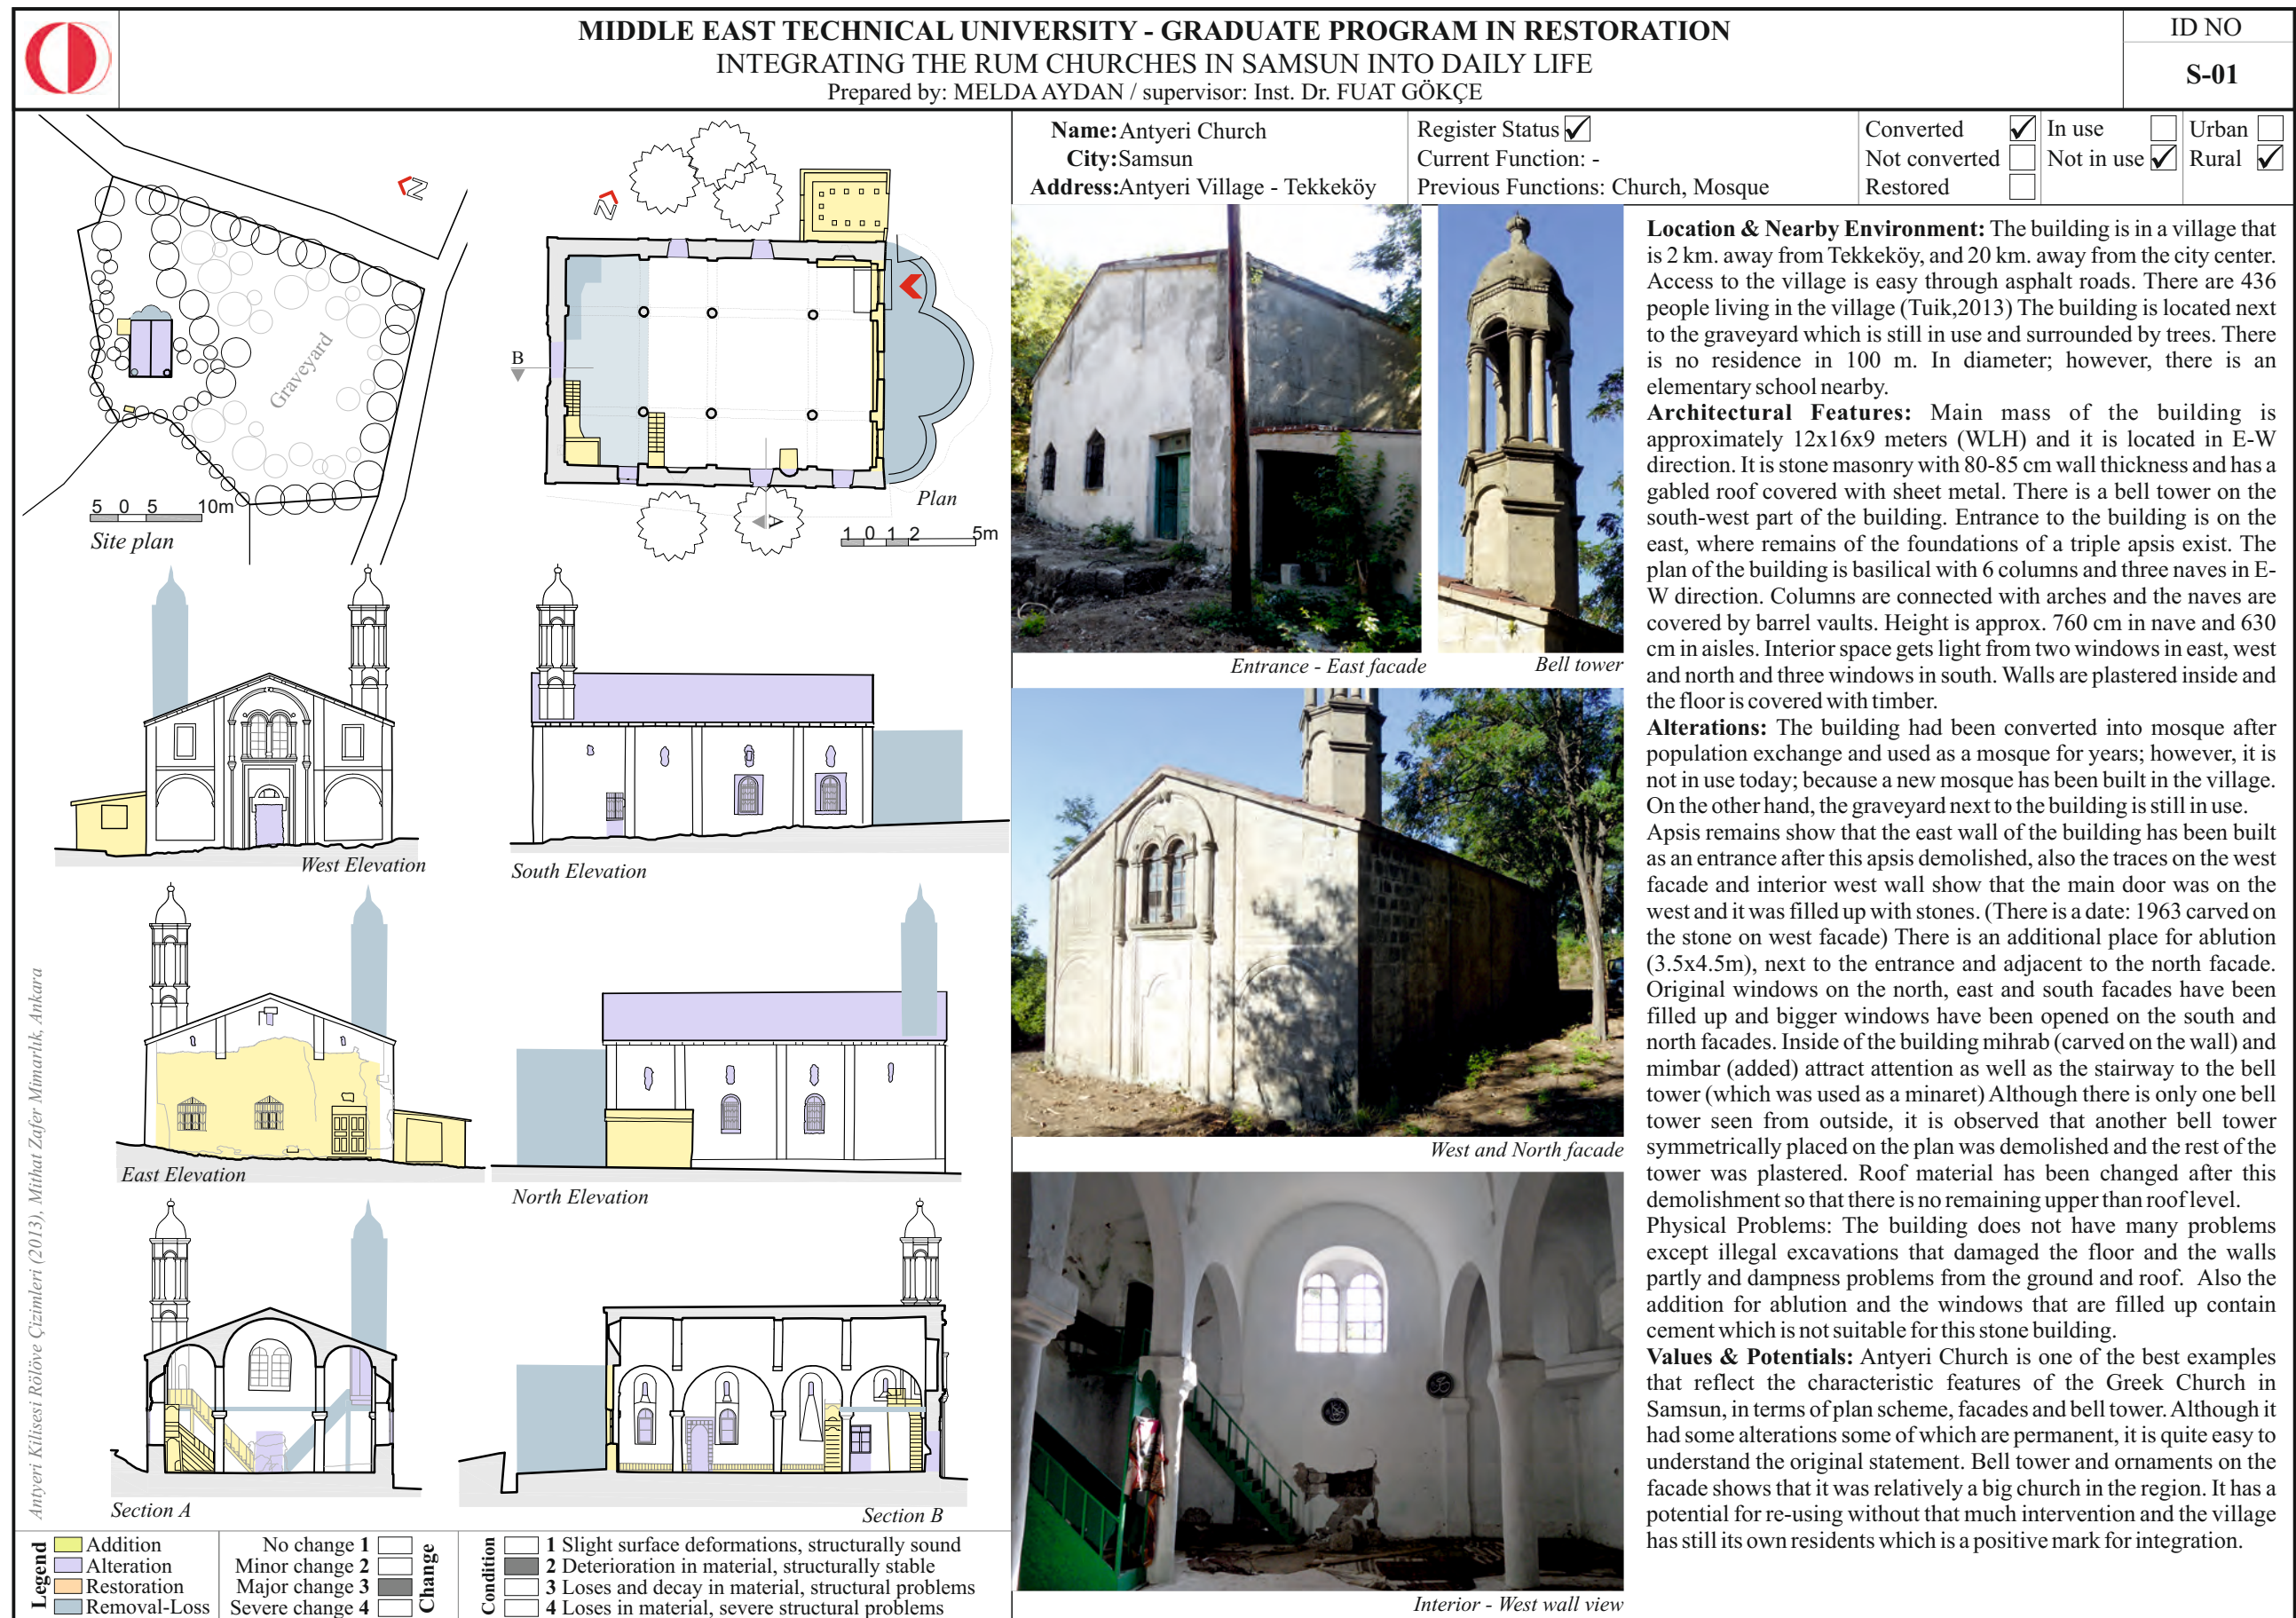 MIDDLE EAST TECHNICAL UNIVERSITY - GRADUATE PROGRAM IN RESTORATION
INTEGRATING THE RUM CHURCHES IN SAMSUN INTO DAILY LIFE
Prepared by: MELDA AYDAN / supervisor: Inst. Dr. FUAT GÖKÇE
ID NO
S-01
Name: Antyeri Church
City: Samsun
Address: Antyeri Village - Tekkeköy
Register Status
Current Function: -
Previous Functions: Church, Mosque
Converted
Not converted
Restored
In use
Not in use
Urban
Rural
N
Graveyard
5 0 5 10m
Site plan
N
B
A
Plan
1 0 1 2 5m
West Elevation
South Elevation
East Elevation
North Elevation
Section A
Section B
Antyeri Kilisesi Rölöve Çizimleri (2013), Mithat Zafer Mimarlık, Ankara
Legend
Addition
Alteration
Restoration
Removal-Loss
No change 1
Minor change 2
Major change 3
Severe change 4
Change
Condition
1 Slight surface deformations, structurally sound
2 Deterioration in material, structurally stable
3 Loses and decay in material, structural problems
4 Loses in material, severe structural problems
Entrance - East facade
Bell tower
West and North facade
Interior - West wall view
Location & Nearby Environment: The building is in a village that
is 2 km. away from Tekkeköy, and 20 km. away from the city center.
Access to the village is easy through asphalt roads. There are 436
people living in the village (Tuik,2013) The building is located next
to the graveyard which is still in use and surrounded by trees. There
is no residence in 100 m. In diameter; however, there is an
elementary school nearby.
Architectural Features: Main mass of the building is
approximately 12x16x9 meters (WLH) and it is located in E-W
direction. It is stone masonry with 80-85 cm wall thickness and has a
gabled roof covered with sheet metal. There is a bell tower on the
south-west part of the building. Entrance to the building is on the
east, where remains of the foundations of a triple apsis exist. The
plan of the building is basilical with 6 columns and three naves in E-
W direction. Columns are connected with arches and the naves are
covered by barrel vaults. Height is approx. 760 cm in nave and 630
cm in aisles. Interior space gets light from two windows in east, west
and north and three windows in south. Walls are plastered inside and
the floor is covered with timber.
Alterations: The building had been converted into mosque after
population exchange and used as a mosque for years; however, it is
not in use today; because a new mosque has been built in the village.
On the other hand, the graveyard next to the building is still in use.
Apsis remains show that the east wall of the building has been built
as an entrance after this apsis demolished, also the traces on the west
facade and interior west wall show that the main door was on the
west and it was filled up with stones. (There is a date: 1963 carved on
the stone on west facade) There is an additional place for ablution
(3.5x4.5m), next to the entrance and adjacent to the north facade.
Original windows on the north, east and south facades have been
filled up and bigger windows have been opened on the south and
north facades. Inside of the building mihrab (carved on the wall) and
mimbar (added) attract attention as well as the stairway to the bell
tower (which was used as a minaret) Although there is only one bell
tower seen from outside, it is observed that another bell tower
symmetrically placed on the plan was demolished and the rest of the
tower was plastered. Roof material has been changed after this
demolishment so that there is no remaining upper than roof level.
Physical Problems: The building does not have many problems
except illegal excavations that damaged the floor and the walls
partly and dampness problems from the ground and roof. Also the
addition for ablution and the windows that are filled up contain
cement which is not suitable for this stone building.
Values & Potentials: Antyeri Church is one of the best examples
that reflect the characteristic features of the Greek Church in
Samsun, in terms of plan scheme, facades and bell tower. Although it
had some alterations some of which are permanent, it is quite easy to
understand the original statement. Bell tower and ornaments on the
facade shows that it was relatively a big church in the region. It has a
potential for re-using without that much intervention and the village
has still its own residents which is a positive mark for integration.